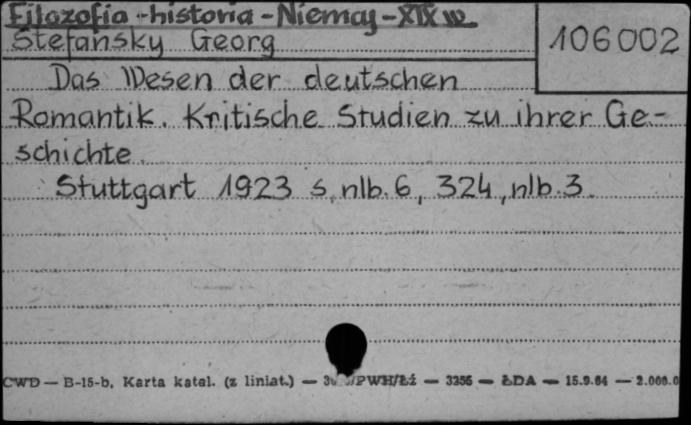 Filozofia-historia-Niemcy-XIX w.
Stefansky Georg
106002
Das Wesen der deutschen
Romantik. Kritische Studien zu ihrer Ge-
schichte.
Stuttgart 1923 s, nlb. 6, 324, nlb. 3.
CWD — B-15-b, Karta katal. (z liniat.) — /PWH/Łź — 3256 — ŁDA — 15.9.64 — 2.000.0